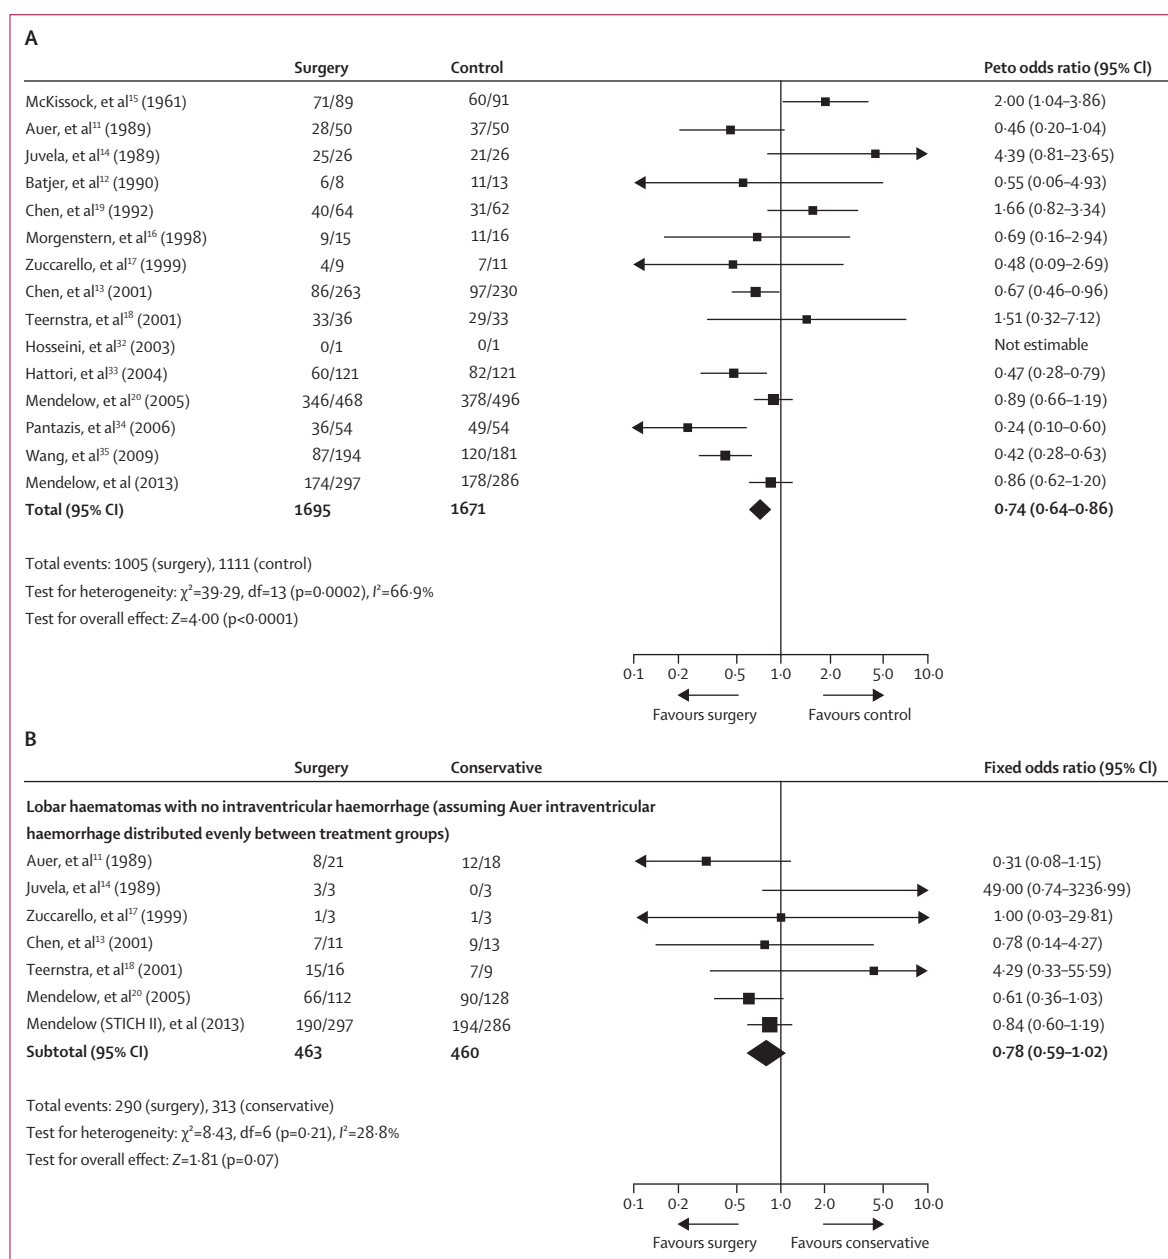 A
Surgery Control Peto odds ratio (95% CI)
McKissock, et al¹⁵ (1961) 71/89 60/91 2·00 (1·04–3·86)
Auer, et al¹¹ (1989) 28/50 37/50 0·46 (0·20–1·04)
Juvela, et al¹⁴ (1989) 25/26 21/26 4·39 (0·81–23·65)
Batjer, et al¹² (1990) 6/8 11/13 0·55 (0·06–4·93)
Chen, et al¹⁹ (1992) 40/64 31/62 1·66 (0·82–3·34)
Morgenstern, et al¹⁶ (1998) 9/15 11/16 0·69 (0·16–2·94)
Zuccarello, et al¹⁷ (1999) 4/9 7/11 0·48 (0·09–2·69)
Chen, et al¹³ (2001) 86/263 97/230 0·67 (0·46–0·96)
Teernstra, et al¹⁸ (2001) 33/36 29/33 1·51 (0·32–7·12)
Hosseini, et al³² (2003) 0/1 0/1 Not estimable
Hattori, et al³³ (2004) 60/121 82/121 0·47 (0·28–0·79)
Mendelow, et al²⁰ (2005) 346/468 378/496 0·89 (0·66–1·19)
Pantazis, et al³⁴ (2006) 36/54 49/54 0·24 (0·10–0·60)
Wang, et al³⁵ (2009) 87/194 120/181 0·42 (0·28–0·63)
Mendelow, et al (2013) 174/297 178/286 0·86 (0·62–1·20)
Total (95% CI) 1695 1671 0·74 (0·64–0·86)
Total events: 1005 (surgery), 1111 (control)
Test for heterogeneity: χ²=39·29, df=13 (p=0·0002), I²=66·9%
Test for overall effect: Z=4·00 (p<0·0001)
0·1 0·2 0·5 1·0 2·0 5·0 10·0
Favours surgery Favours control
B
Surgery Conservative Fixed odds ratio (95% CI)
Lobar haematomas with no intraventricular haemorrhage (assuming Auer intraventricular
haemorrhage distributed evenly between treatment groups)
Auer, et al¹¹ (1989) 8/21 12/18 0·31 (0·08–1·15)
Juvela, et al¹⁴ (1989) 3/3 0/3 49·00 (0·74–3236·99)
Zuccarello, et al¹⁷ (1999) 1/3 1/3 1·00 (0·03–29·81)
Chen, et al¹³ (2001) 7/11 9/13 0·78 (0·14–4·27)
Teernstra, et al¹⁸ (2001) 15/16 7/9 4·29 (0·33–55·59)
Mendelow, et al²⁰ (2005) 66/112 90/128 0·61 (0·36–1·03)
Mendelow (STICH II), et al (2013) 190/297 194/286 0·84 (0·60–1·19)
Subtotal (95% CI) 463 460 0·78 (0·59–1·02)
Total events: 290 (surgery), 313 (conservative)
Test for heterogeneity: χ²=8·43, df=6 (p=0·21), I²=28·8%
Test for overall effect: Z=1·81 (p=0·07)
0·1 0·2 0·5 1·0 2·0 5·0 10·0
Favours surgery Favours conservative